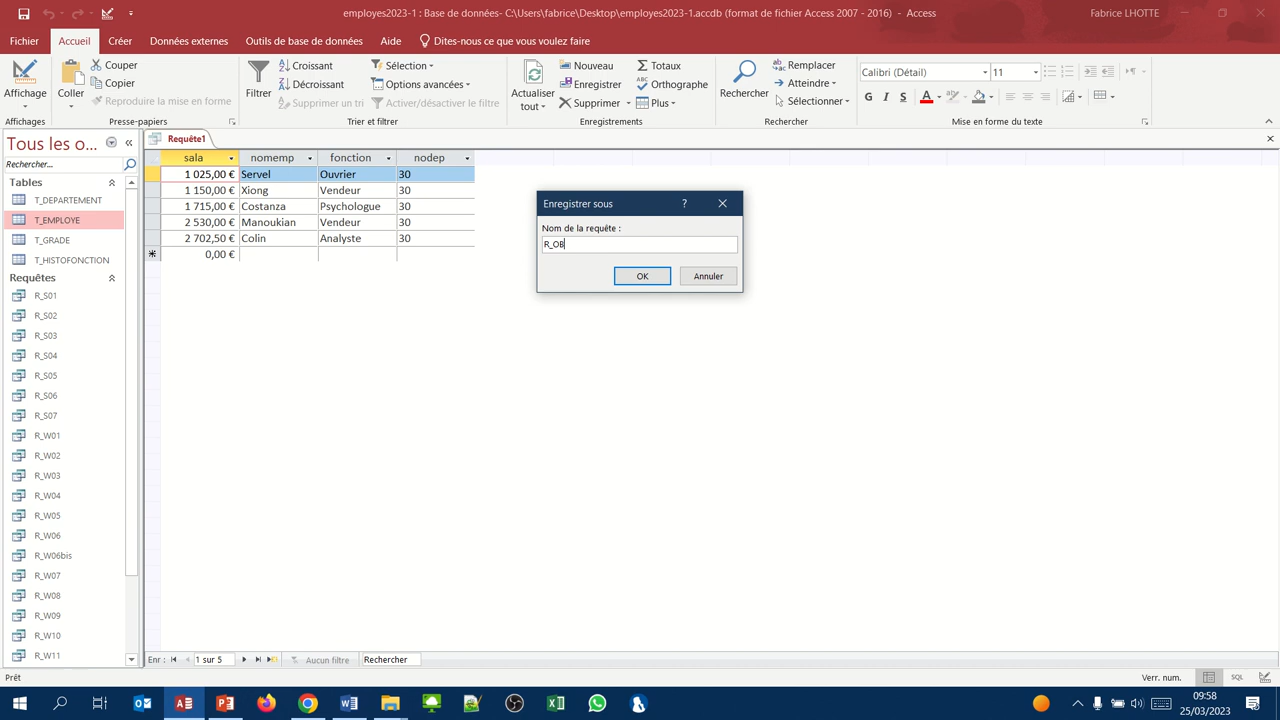 employes2023-1 : Base de données- C:\Users\fabrice\Desktop\employes2023-1.accdb (format de fichier Access 2007 - 2016) - Access
Fabrice LHOTTE
Fichier Accueil Créer Données externes Outils de base de données Aide Dites-nous ce que vous voulez faire
Affichage
Coller
Couper
Copier
Reproduire la mise en forme
Filtrer
Croissant
Décroissant
Supprimer un tri
Sélection
Options avancées
Activer/désactiver le filtre
Actualiser
tout
Nouveau
Enregistrer
Supprimer
Totaux
Orthographe
Plus
Rechercher
Remplacer
Atteindre
Sélectionner
Calibri (Détail) 11
G I S
Affichages Presse-papiers Trier et filtrer Enregistrements Rechercher Mise en forme du texte
Tous les o...
Rechercher...
Tables
T_DEPARTEMENT
T_EMPLOYE
T_GRADE
T_HISTOFONCTION
Requêtes
R_S01
R_S02
R_S03
R_S04
R_S05
R_S06
R_S07
R_W01
R_W02
R_W03
R_W04
R_W05
R_W06
R_W06bis
R_W07
R_W08
R_W09
R_W10
R_W11
Requête1
sala nomemp fonction nodep
1 025,00 € Servel Ouvrier 30
1 150,00 € Xiong Vendeur 30
1 715,00 € Costanza Psychologue 30
2 530,00 € Manoukian Vendeur 30
2 702,50 € Colin Analyste 30
0,00 €
Enregistrer sous ?
Nom de la requête :
R_OB
OK Annuler
Enr : 1 sur 5 Aucun filtre Rechercher
Prêt Verr. num. SQL
09:58
25/03/2023